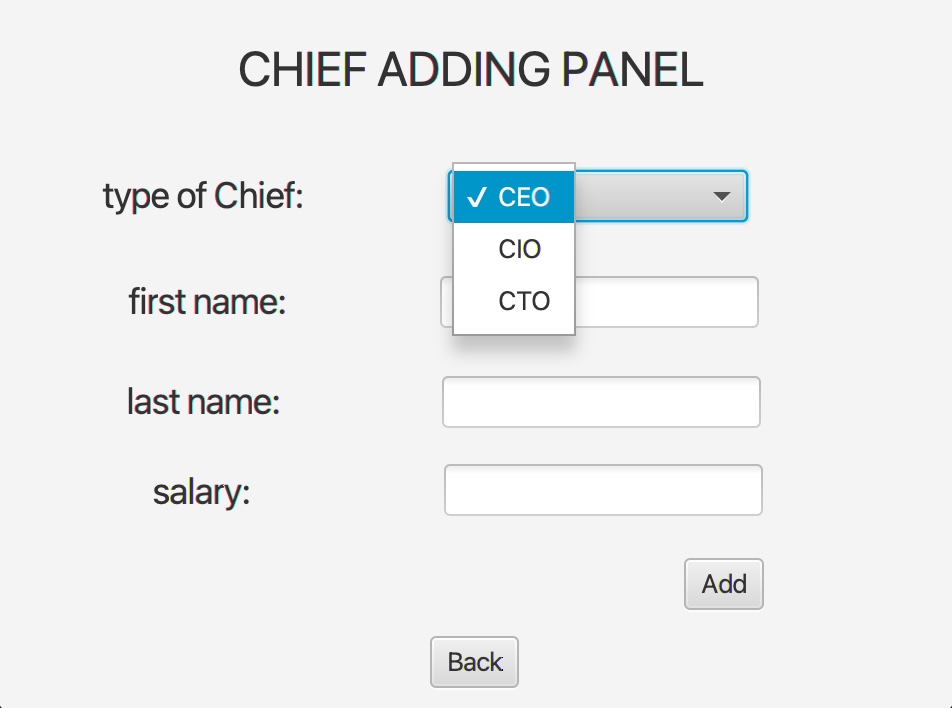 CHIEF ADDING PANEL
type of Chief:
CEO
CIO
CTO
first name:
last name:
salary:
Add
Back